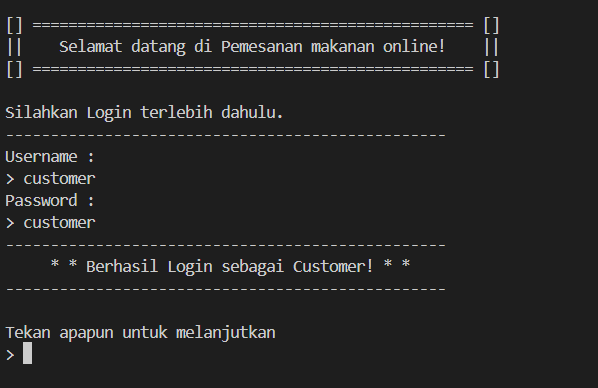 [] ================================================= []
||    Selamat datang di Pemesanan makanan online!    ||
[] ================================================= []
Silahkan Login terlebih dahulu.
-------------------------------------------------
Username :
> customer
Password :
> customer
-------------------------------------------------
     * * Berhasil Login sebagai Customer! * *
-------------------------------------------------
Tekan apapun untuk melanjutkan
>